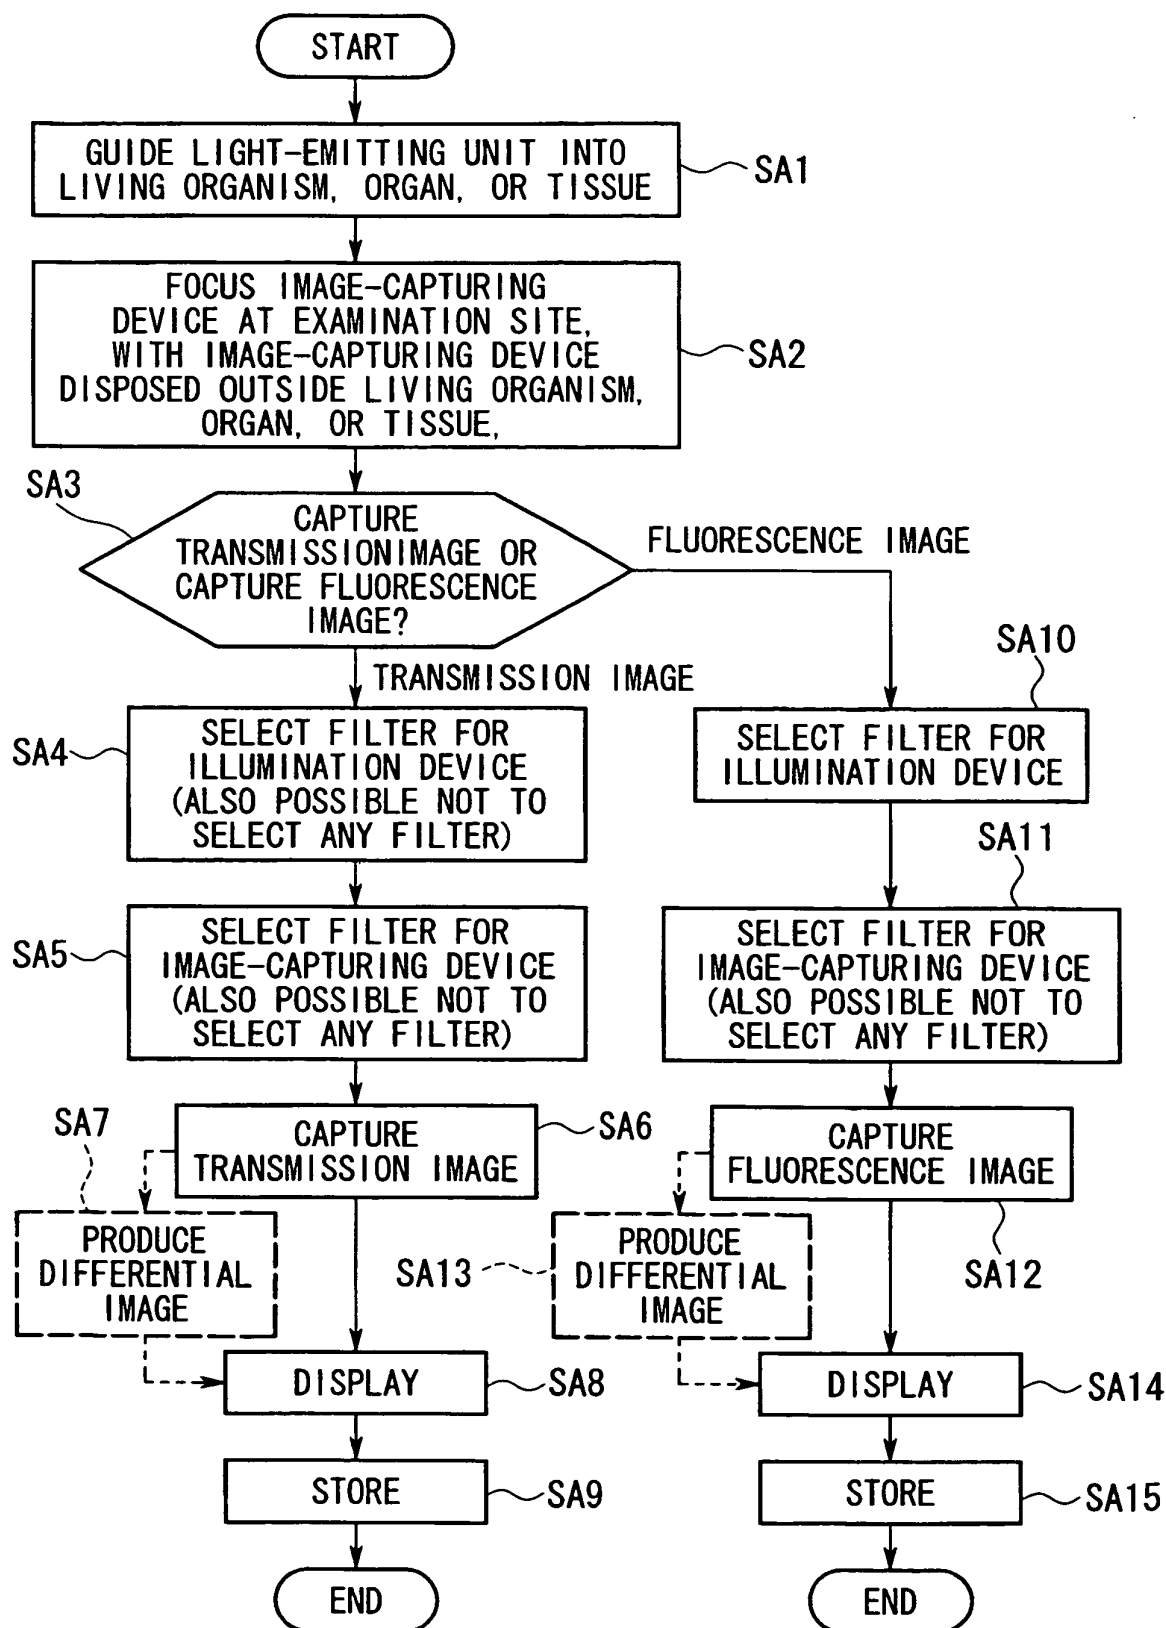 START
GUIDE LIGHT-EMITTING UNIT INTO
LIVING ORGANISM, ORGAN, OR TISSUE
SA1
FOCUS IMAGE-CAPTURING
DEVICE AT EXAMINATION SITE,
WITH IMAGE-CAPTURING DEVICE
DISPOSED OUTSIDE LIVING ORGANISM,
ORGAN, OR TISSUE,
SA2
SA3
CAPTURE
TRANSMISSIONIMAGE OR
CAPTURE FLUORESCENCE
IMAGE?
FLUORESCENCE IMAGE
TRANSMISSION IMAGE
SA4
SELECT FILTER FOR
ILLUMINATION DEVICE
(ALSO POSSIBLE NOT TO
SELECT ANY FILTER)
SA10
SELECT FILTER FOR
ILLUMINATION DEVICE
SA5
SELECT FILTER FOR
IMAGE-CAPTURING DEVICE
(ALSO POSSIBLE NOT TO
SELECT ANY FILTER)
SA11
SELECT FILTER FOR
IMAGE-CAPTURING DEVICE
(ALSO POSSIBLE NOT TO
SELECT ANY FILTER)
SA7
CAPTURE
TRANSMISSION IMAGE
SA6
CAPTURE
FLUORESCENCE IMAGE
SA12
PRODUCE
DIFFERENTIAL
IMAGE
SA13
PRODUCE
DIFFERENTIAL
IMAGE
DISPLAY
SA8
DISPLAY
SA14
STORE
SA9
STORE
SA15
END
END